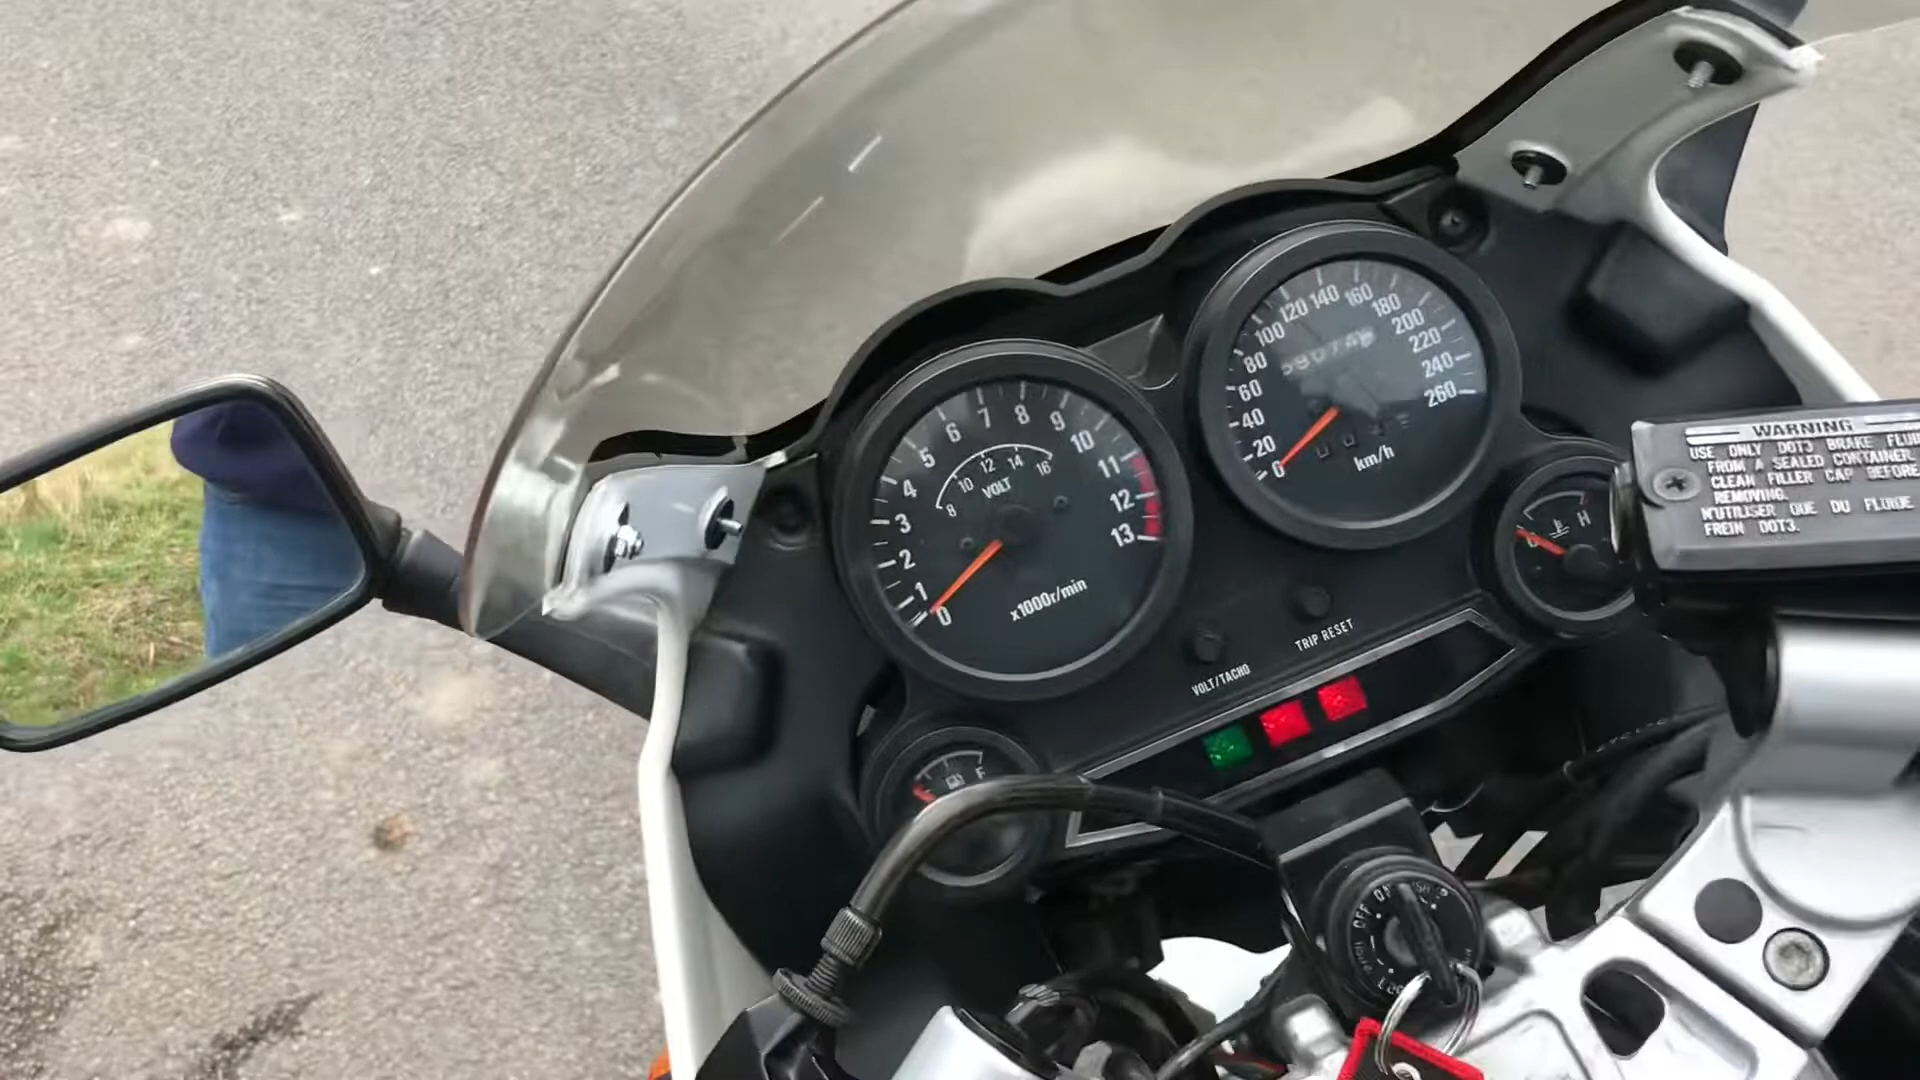 0 1 2 3 4 5 6 7 8 9 10 11 12 13
8 10 12 14 16
VOLT
x1000r/min
0 20 40 60 80 100 120 140 160 180 200 220 240 260
km/h
H
F
TRIP RESET
VOLT/TACHO
WARNING
USE ONLY DOT3 BRAKE
FROM A SEALED CONTAINER
CLEAN FILLER CAP BEFORE
REMOVING.
N'UTILISER QUE DU FLUIDE
FREIN DOT3.
OFF ON